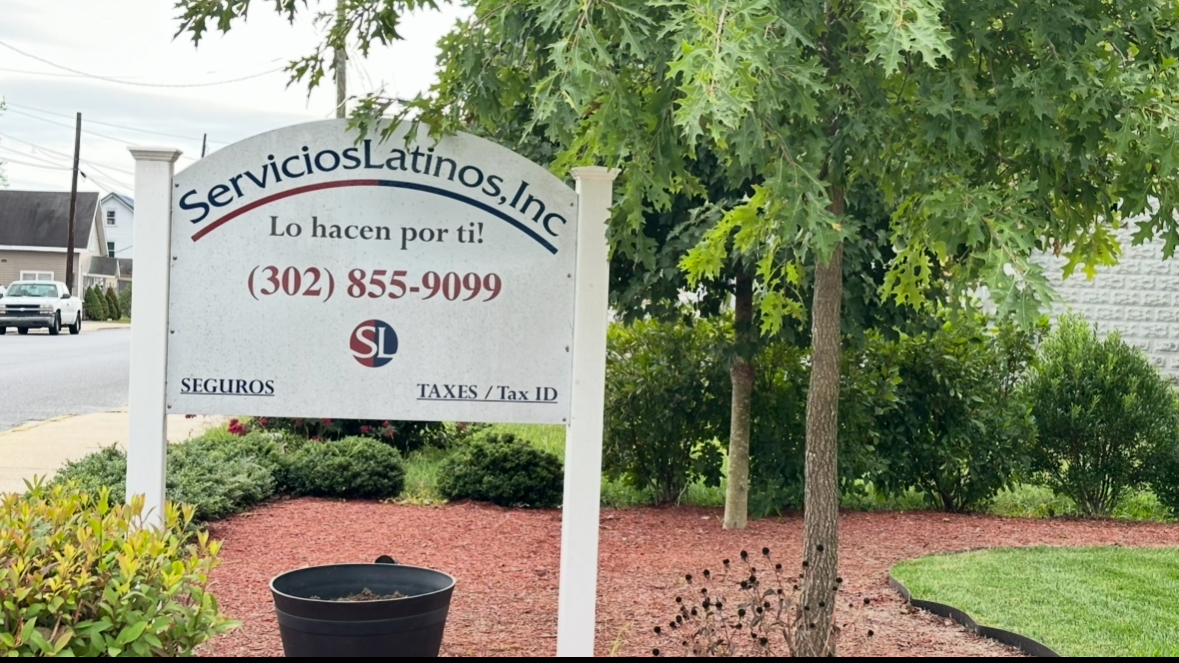 ServiciosLatinos,Inc
Lo hacen por ti!
(302) 855-9099
SL
SEGUROS
TAXES / Tax ID